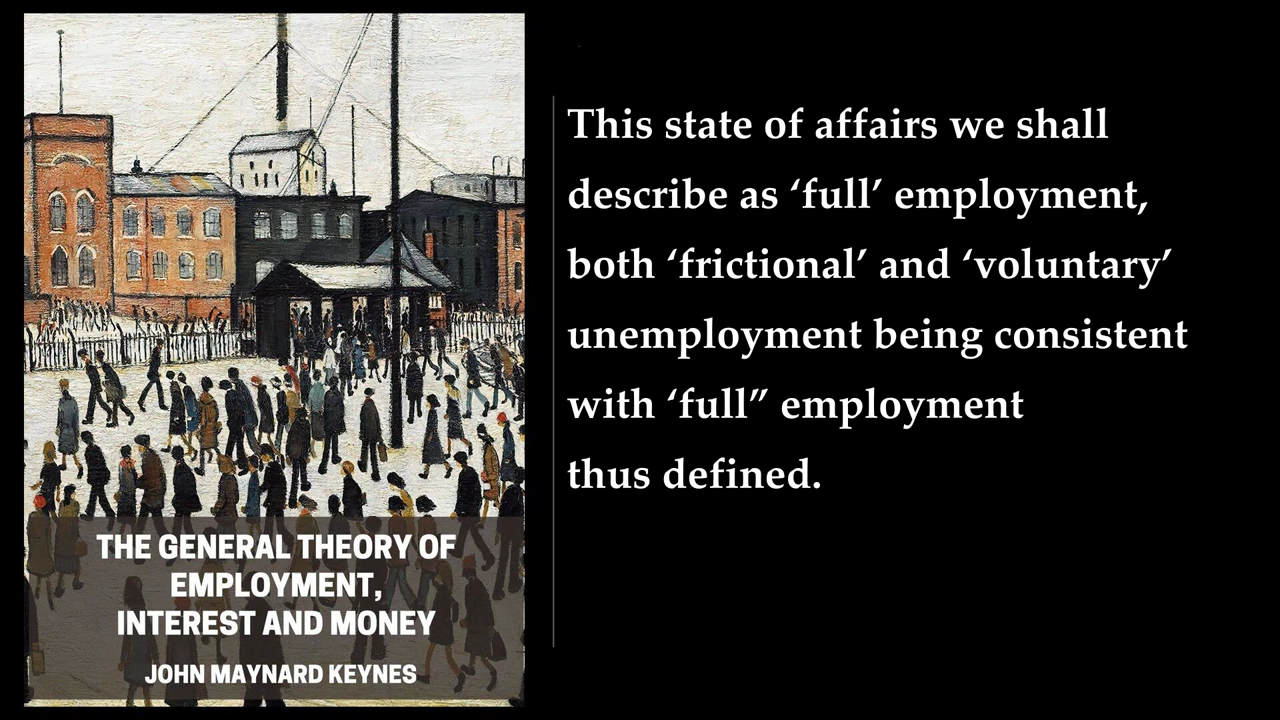 THE GENERAL THEORY OF
EMPLOYMENT,
INTEREST AND MONEY
JOHN MAYNARD KEYNES
This state of affairs we shall
describe as ‘full’ employment,
both ‘frictional’ and ‘voluntary’
unemployment being consistent
with ‘full” employment
thus defined.